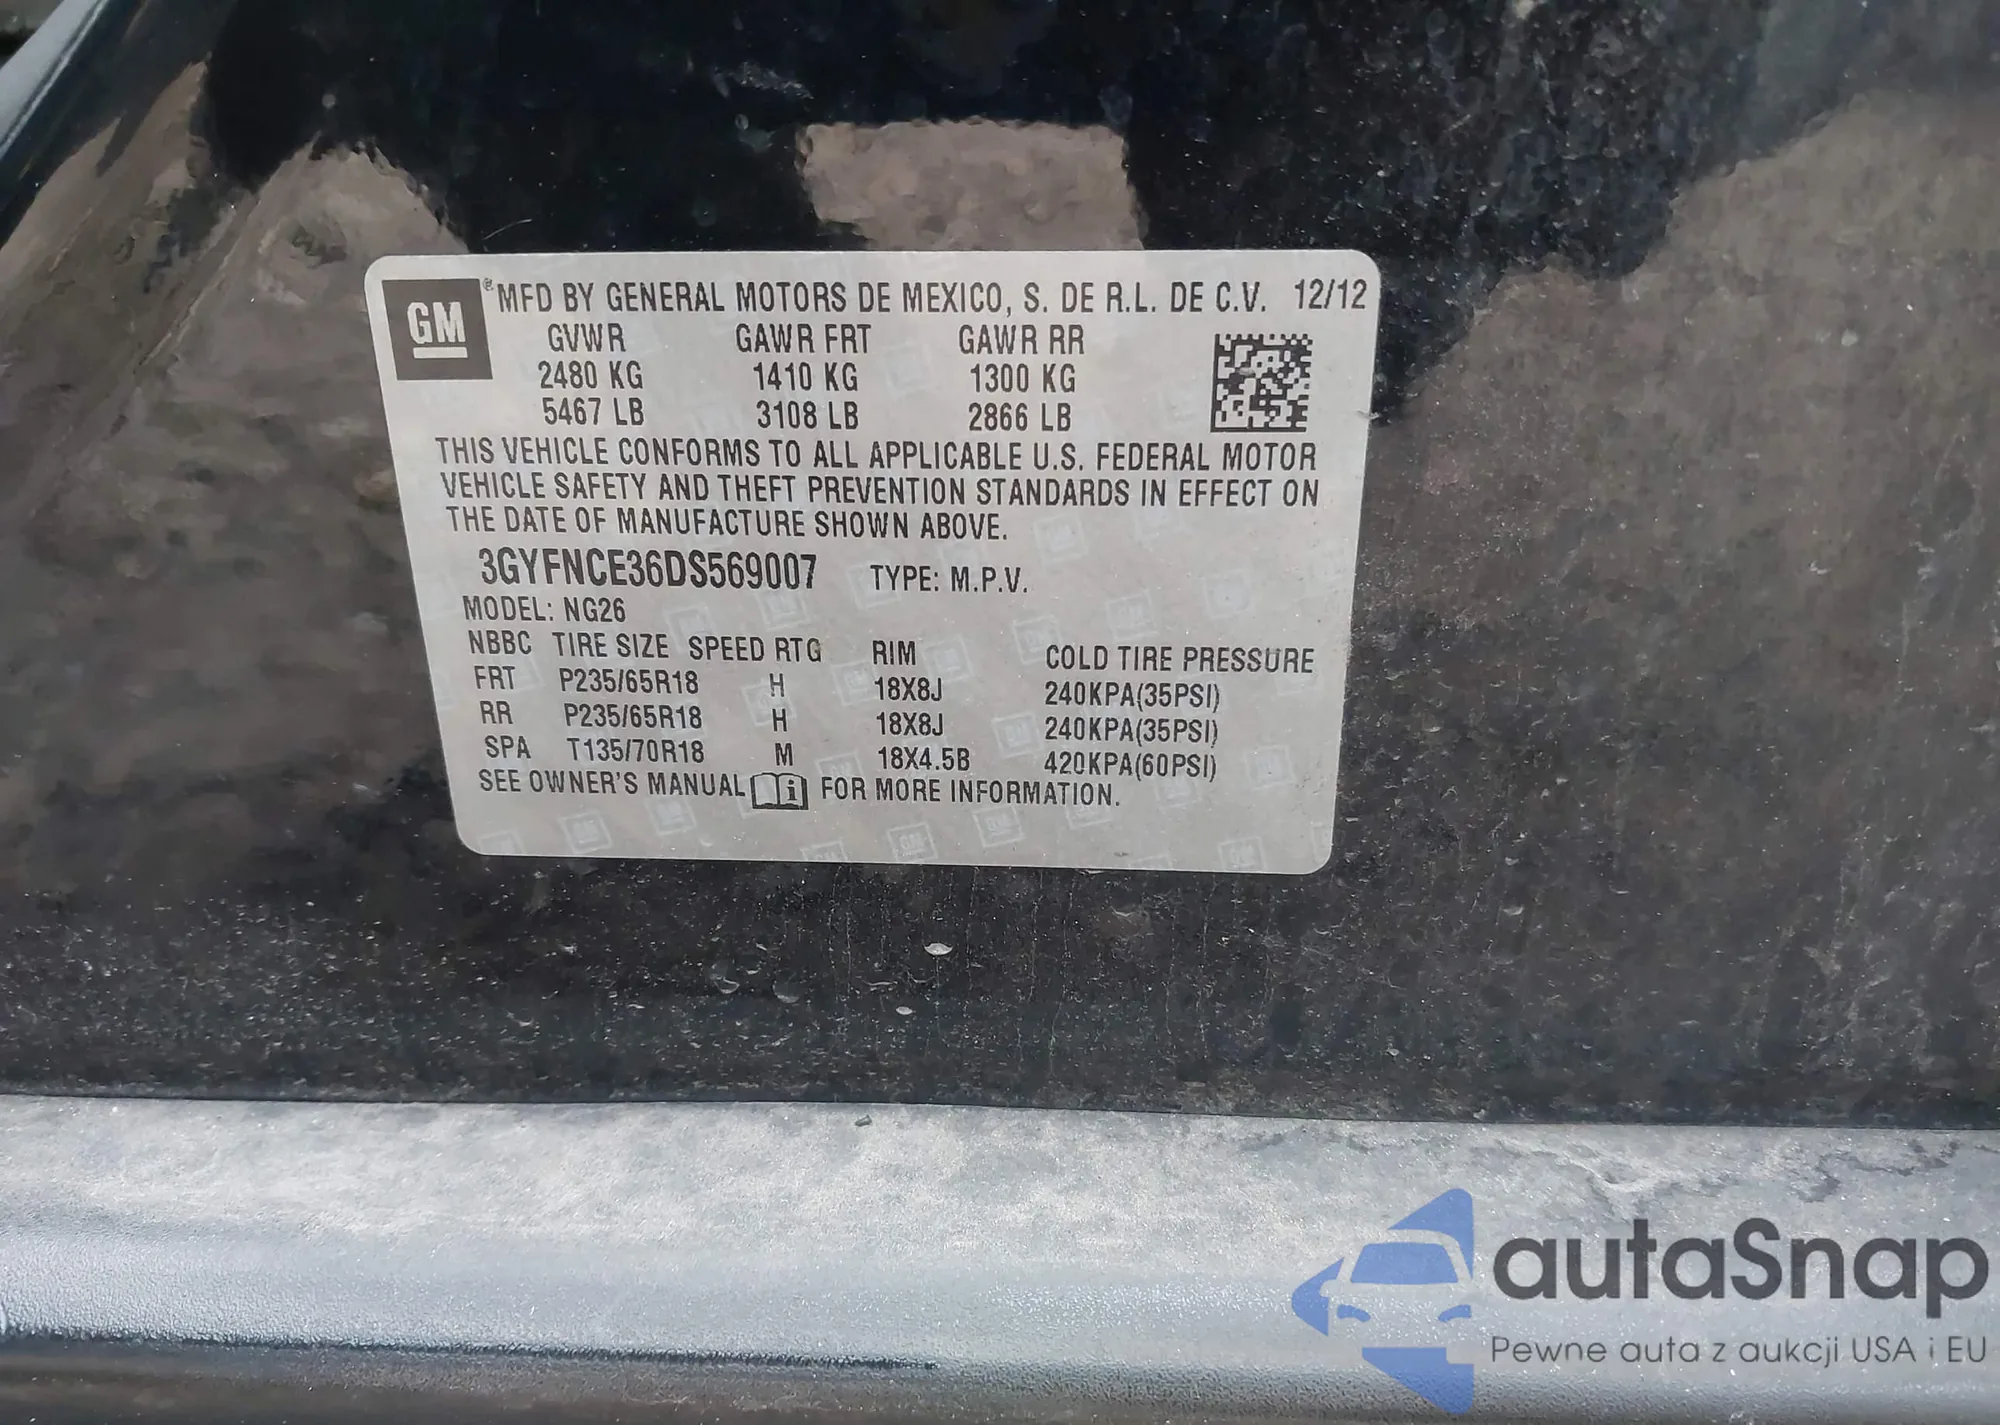 GM ® MFD BY GENERAL MOTORS DE MEXICO, S. DE R.L. DE C.V. 12/12
GVWR GAWR FRT GAWR RR
2480 KG 1410 KG 1300 KG
5467 LB 3108 LB 2866 LB
THIS VEHICLE CONFORMS TO ALL APPLICABLE U.S. FEDERAL MOTOR
VEHICLE SAFETY AND THEFT PREVENTION STANDARDS IN EFFECT ON
THE DATE OF MANUFACTURE SHOWN ABOVE.
3GYFNCE36DS569007 TYPE: M.P.V.
MODEL: NG26
NBBC TIRE SIZE SPEED RTG RIM COLD TIRE PRESSURE
FRT P235/65R18 H 18X8J 240KPA(35PSI)
RR P235/65R18 H 18X8J 240KPA(35PSI)
SPA T135/70R18 M 18X4.5B 420KPA(60PSI)
SEE OWNER'S MANUAL i FOR MORE INFORMATION.
autaSnap
Pewne auta z aukcji USA i EU